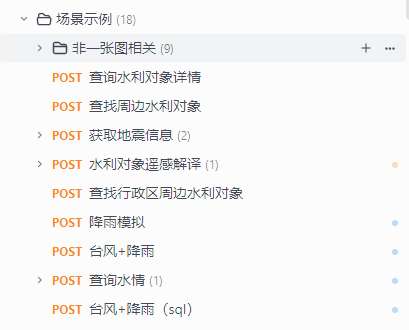 场景示例 (18)
非一张图相关 (9)
POST 查询水利对象详情
POST 查找周边水利对象
POST 获取地震信息 (2)
POST 水利对象遥感解译 (1)
POST 查找行政区周边水利对象
POST 降雨模拟
POST 台风+降雨
POST 查询水情 (1)
POST 台风+降雨（sql）